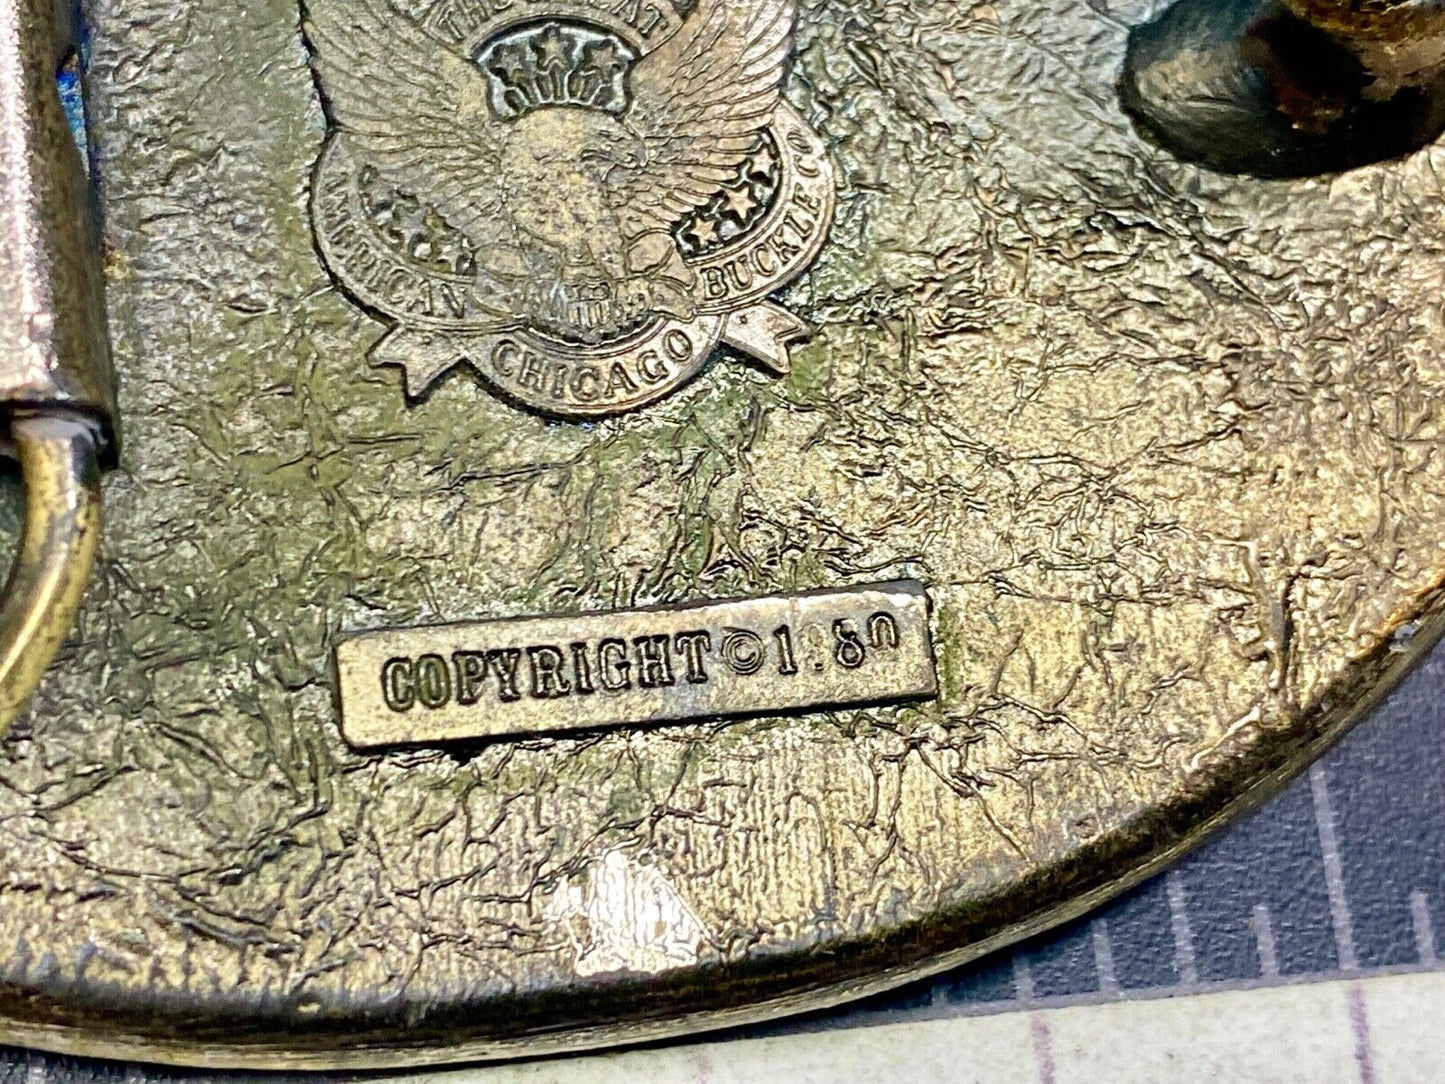 THE GREAT
AMERICAN BUCKLE CO.
CHICAGO
COPYRIGHT © 1980